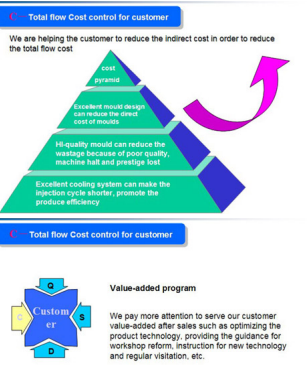 C—Total flow Cost control for customer
We are helping the customer to reduce the indirect cost in order to reduce
the total flow cost
cost
pyramid
Excellent mould design
can reduce the direct
cost of moulds
HI-quality mould can reduce the
wastage because of poor quality,
machine halt and prestige lost
Excellent cooling system can make the
injection cycle shorter, promote the
produce efficiency
C Total flow Cost control for customer
Q
C
Custom
er
S
D
Value-added program
We pay more attention to serve our customer
value-added after sales such as optimizing the
product technology, providing the guidance for
workshop reform, instruction for new technology
and regular visitation, etc.